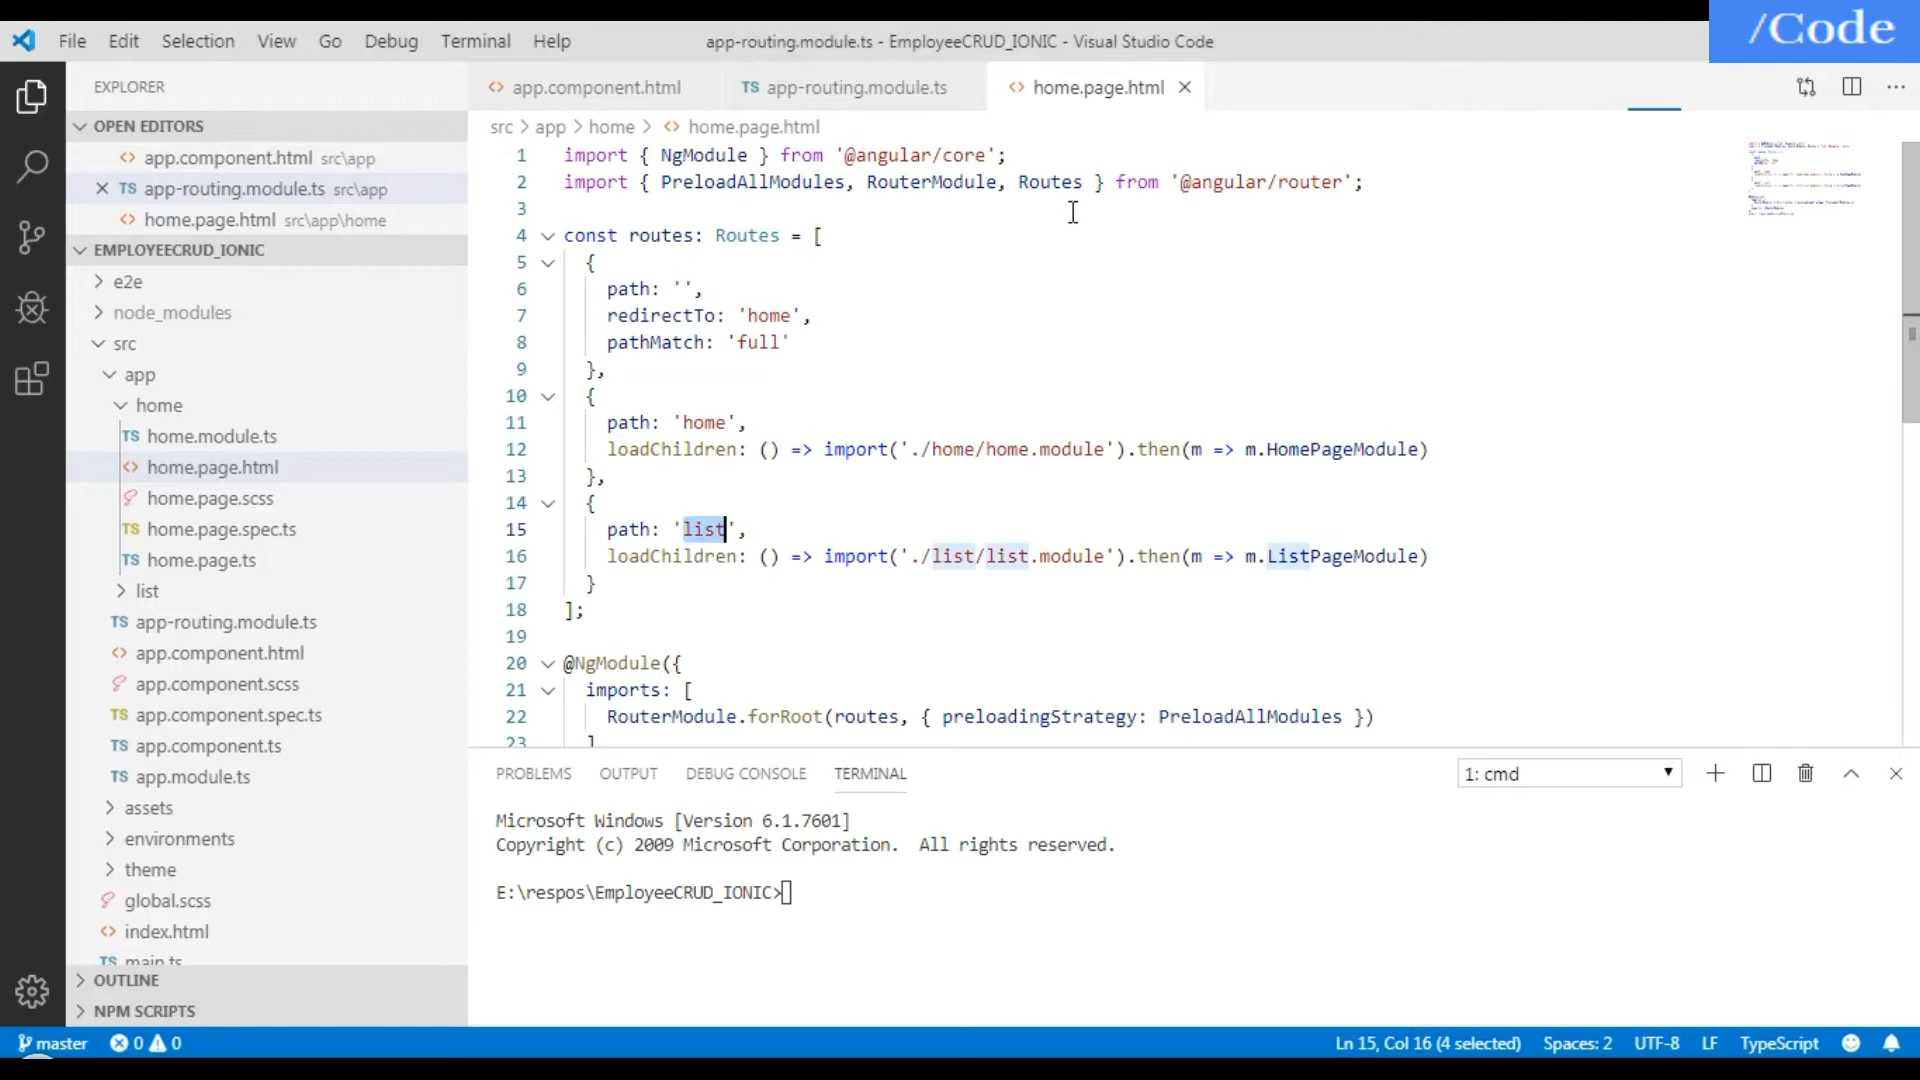 /Code
File Edit Selection View Go Debug Terminal Help
app-routing.module.ts - EmployeeCRUD_IONIC - Visual Studio Code
EXPLORER
OPEN EDITORS
app.component.html src\app
TS app-routing.module.ts src\app
home.page.html src\app\home
EMPLOYEECRUD_IONIC
e2e
node_modules
src
app
home
TS home.module.ts
home.page.html
home.page.scss
TS home.page.spec.ts
TS home.page.ts
list
TS app-routing.module.ts
app.component.html
app.component.scss
TS app.component.spec.ts
TS app.component.ts
TS app.module.ts
assets
environments
theme
global.scss
index.html
TS main.ts
OUTLINE
NPM SCRIPTS
app.component.html TS app-routing.module.ts home.page.html
src > app > home > home.page.html
1 import { NgModule } from '@angular/core';
2 import { PreloadAllModules, RouterModule, Routes } from '@angular/router';
3
4 const routes: Routes = [
5 {
6 path: '',
7 redirectTo: 'home',
8 pathMatch: 'full'
9 },
10 {
11 path: 'home',
12 loadChildren: () => import('./home/home.module').then(m => m.HomePageModule)
13 },
14 {
15 path: 'list',
16 loadChildren: () => import('./list/list.module').then(m => m.ListPageModule)
17 }
18 ];
19
20 @NgModule({
21 imports: [
22 RouterModule.forRoot(routes, { preloadingStrategy: PreloadAllModules })
23 ]
PROBLEMS OUTPUT DEBUG CONSOLE TERMINAL 1: cmd
Microsoft Windows [Version 6.1.7601]
Copyright (c) 2009 Microsoft Corporation. All rights reserved.
E:\respos\EmployeeCRUD_IONIC>
master 0 0 Ln 15, Col 16 (4 selected) Spaces: 2 UTF-8 LF TypeScript